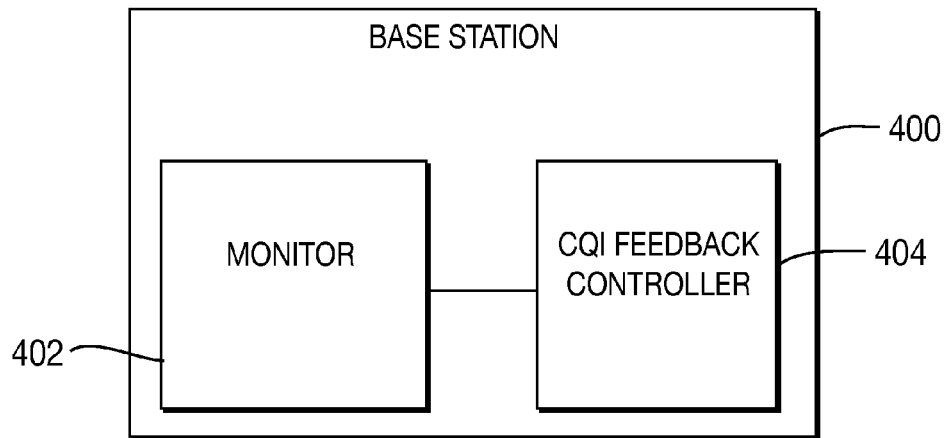 BASE STATION
400
MONITOR
CQI FEEDBACK
CONTROLLER
404
402